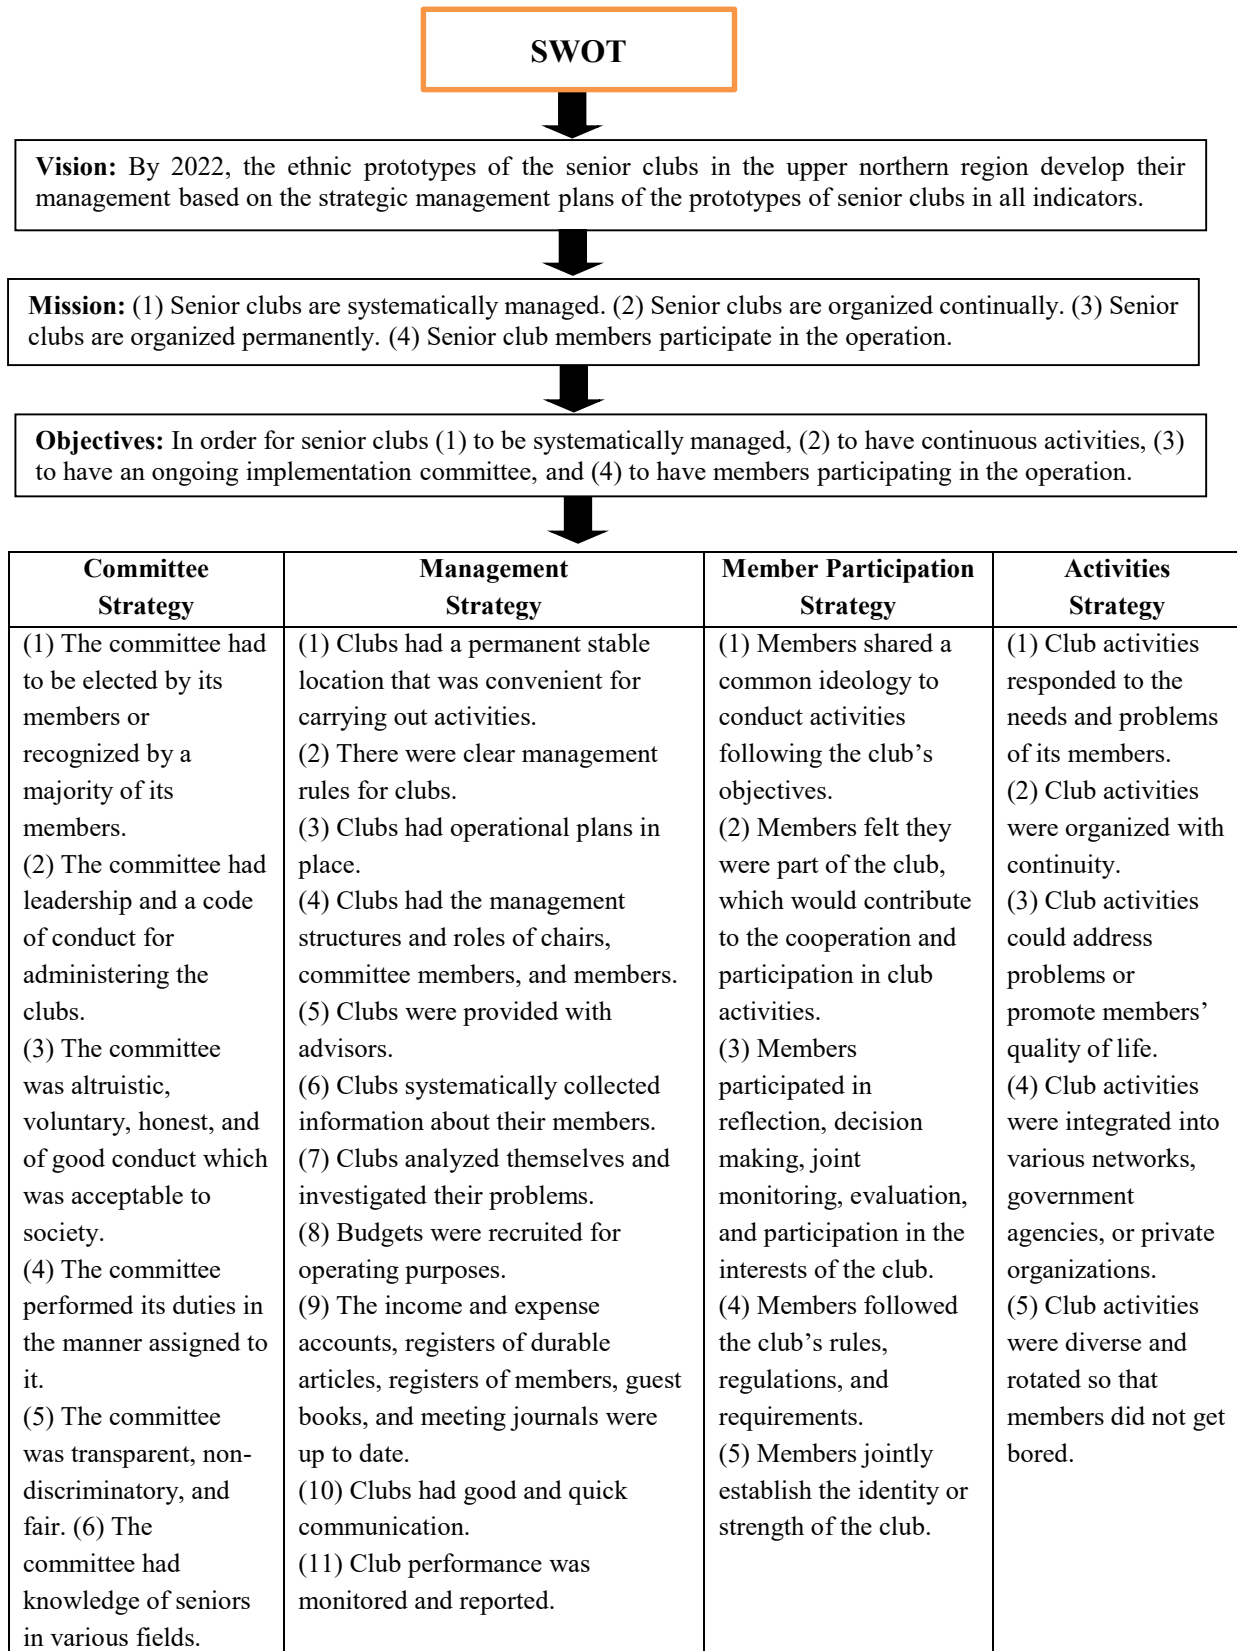 SWOT
Vision: By 2022, the ethnic prototypes of the senior clubs in the upper northern region develop their
management based on the strategic management plans of the prototypes of senior clubs in all indicators.
Mission: (1) Senior clubs are systematically managed. (2) Senior clubs are organized continually. (3) Senior
clubs are organized permanently. (4) Senior club members participate in the operation.
Objectives: In order for senior clubs (1) to be systematically managed, (2) to have continuous activities, (3)
to have an ongoing implementation committee, and (4) to have members participating in the operation.
Committee
Strategy
(1) The committee had
to be elected by its
members or
recognized by a
majority of its
members.
(2) The committee had
leadership and a code
of conduct for
administering the
clubs.
(3) The committee
was altruistic,
voluntary, honest, and
of good conduct which
was acceptable to
society.
(4) The committee
performed its duties in
the manner assigned to
it.
(5) The committee
was transparent, non-
discriminatory, and
fair. (6) The
committee had
knowledge of seniors
in various fields.
Management
Strategy
(1) Clubs had a permanent stable
location that was convenient for
carrying out activities.
(2) There were clear management
rules for clubs.
(3) Clubs had operational plans in
place.
(4) Clubs had the management
structures and roles of chairs,
committee members, and members.
(5) Clubs were provided with
advisors.
(6) Clubs systematically collected
information about their members.
(7) Clubs analyzed themselves and
investigated their problems.
(8) Budgets were recruited for
operating purposes.
(9) The income and expense
accounts, registers of durable
articles, registers of members, guest
books, and meeting journals were
up to date.
(10) Clubs had good and quick
communication.
(11) Club performance was
monitored and reported.
Member Participation
Strategy
(1) Members shared a
common ideology to
conduct activities
following the club’s
objectives.
(2) Members felt they
were part of the club,
which would contribute
to the cooperation and
participation in club
activities.
(3) Members
participated in
reflection, decision
making, joint
monitoring, evaluation,
and participation in the
interests of the club.
(4) Members followed
the club’s rules,
regulations, and
requirements.
(5) Members jointly
establish the identity or
strength of the club.
Activities
Strategy
(1) Club activities
responded to the
needs and problems
of its members.
(2) Club activities
were organized with
continuity.
(3) Club activities
could address
problems or
promote members’
quality of life.
(4) Club activities
were integrated into
various networks,
government
agencies, or private
organizations.
(5) Club activities
were diverse and
rotated so that
members did not get
bored.